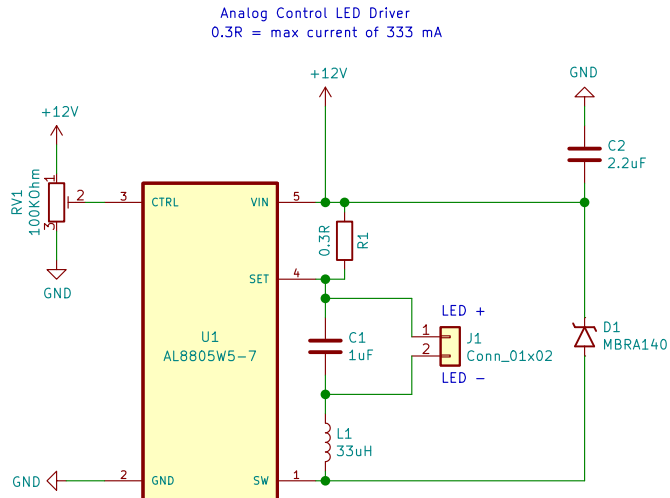 Analog Control LED Driver
0.3R = max current of 333 mA
+12V
GND
+12V
C2
2.2uF
RV1
100KOhm
1
2
3
3
CTRL
VIN
5
0.3R
R1
GND
SET
4
LED +
U1
AL8805W5-7
C1
1uF
1
2
J1
Conn_01x02
LED -
D1
MBRA140
L1
33uH
GND
2
GND
SW
1